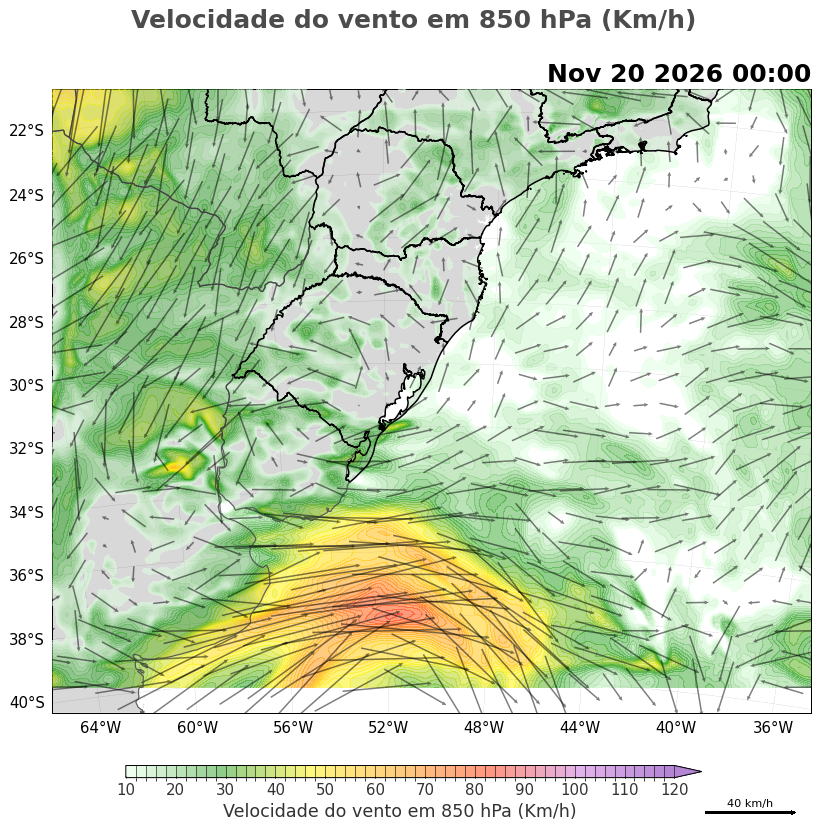 Velocidade do vento em 850 hPa (Km/h)
Nov 20 2026 00:00
22°S
24°S
26°S
28°S
30°S
32°S
34°S
36°S
38°S
40°S
64°W 60°W 56°W 52°W 48°W 44°W 40°W 36°W
10 20 30 40 50 60 70 80 90 100 110 120
40 km/h
Velocidade do vento em 850 hPa (Km/h)